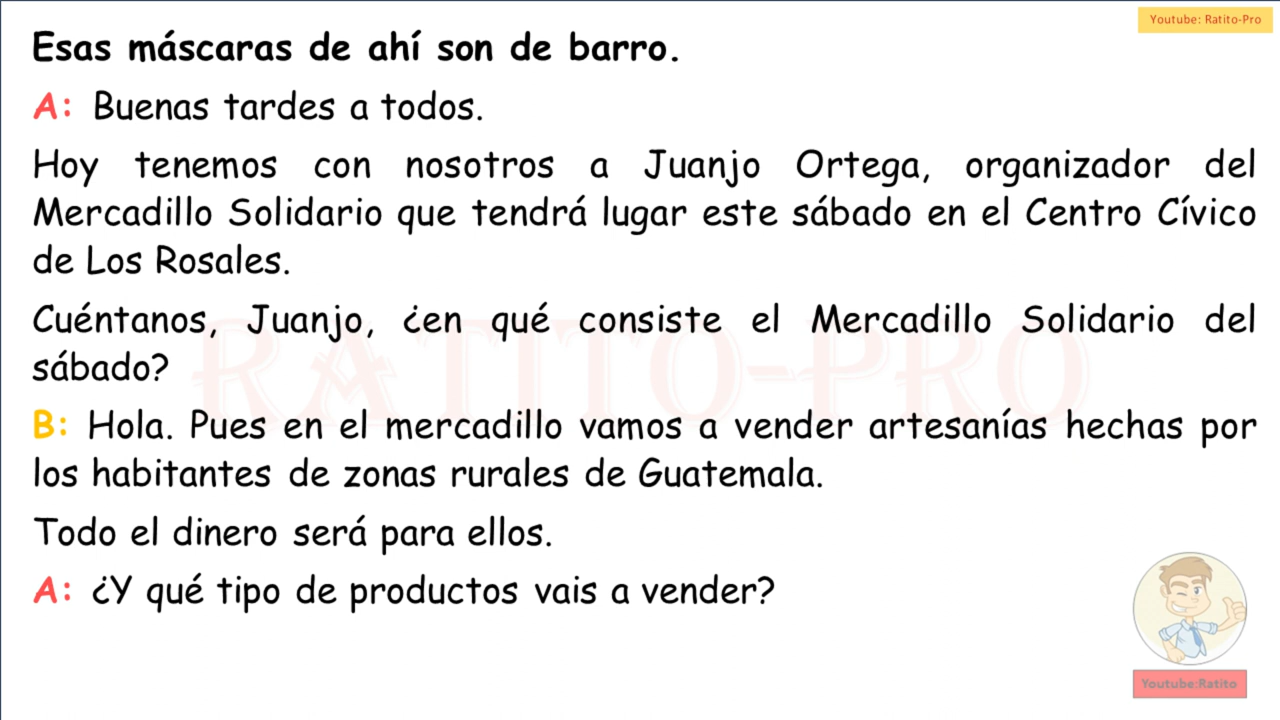 Youtube: Ratito-Pro
Esas máscaras de ahí son de barro.
A: Buenas tardes a todos.
Hoy tenemos con nosotros a Juanjo Ortega, organizador del
Mercadillo Solidario que tendrá lugar este sábado en el Centro Cívico
de Los Rosales.
Cuéntanos, Juanjo, ¿en qué consiste el Mercadillo Solidario del
sábado?
RATITO-PRO
B: Hola. Pues en el mercadillo vamos a vender artesanías hechas por
los habitantes de zonas rurales de Guatemala.
Todo el dinero será para ellos.
A: ¿Y qué tipo de productos vais a vender?
Youtube:Ratito